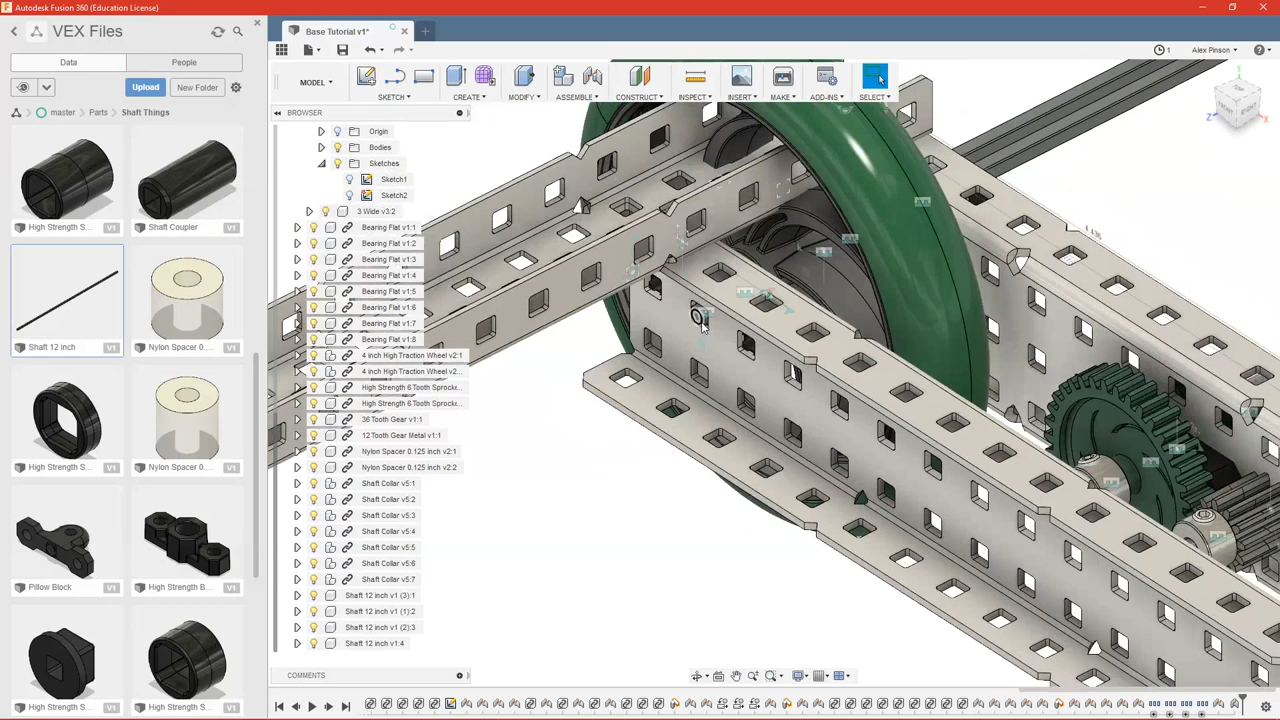 Autodesk Fusion 360 (Education License)
VEX Files
Data
People
Upload
New Folder
master > Parts > Shaft Things
High Strength S...
V1
Shaft Coupler
V1
Shaft 12 inch
V1
Nylon Spacer 0....
V1
High Strength S...
V1
Nylon Spacer 0....
V1
Pillow Block
V1
High Strength B...
V1
High Strength S...
V1
High Strength S...
V1
Base Tutorial v1*
1
Alex Pinson
MODEL
SKETCH
CREATE
MODIFY
ASSEMBLE
CONSTRUCT
INSPECT
INSERT
MAKE
ADD-INS
SELECT
BROWSER
Origin
Bodies
Sketches
Sketch1
Sketch2
3 Wide v3:2
Bearing Flat v1:1
Bearing Flat v1:2
Bearing Flat v1:3
Bearing Flat v1:4
Bearing Flat v1:5
Bearing Flat v1:6
Bearing Flat v1:7
Bearing Flat v1:8
4 inch High Traction Wheel v2:1
4 inch High Traction Wheel v2...
High Strength 6 Tooth Sprocke...
High Strength 6 Tooth Sprocke...
36 Tooth Gear v1:1
12 Tooth Gear Metal v1:1
Nylon Spacer 0.125 inch v2:1
Nylon Spacer 0.125 inch v2:2
Shaft Collar v5:1
Shaft Collar v5:2
Shaft Collar v5:3
Shaft Collar v5:4
Shaft Collar v5:5
Shaft Collar v5:6
Shaft Collar v5:7
Shaft 12 inch v1 (3):1
Shaft 12 inch v1 (1):2
Shaft 12 inch v1 (2):3
Shaft 12 inch v1:4
COMMENTS
Y
Z
X